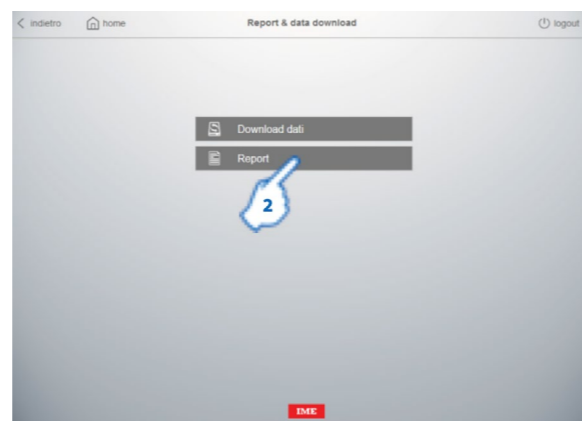 indietro home Report & data download logout
Download dati
Report
2
IME